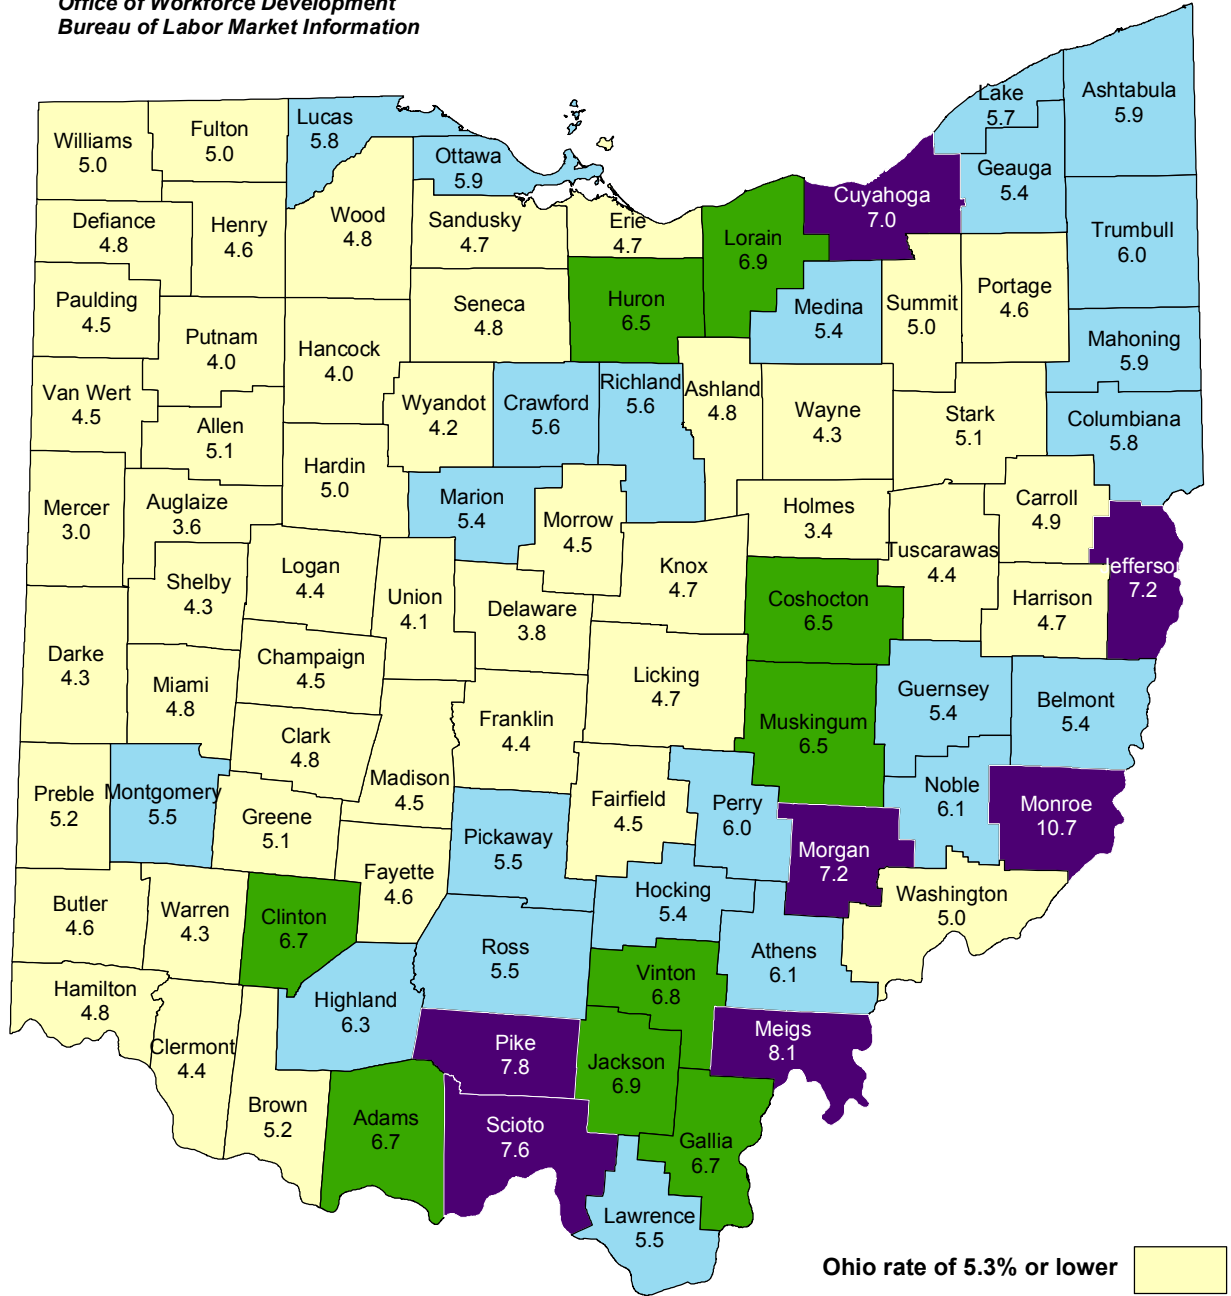 Office of Workforce Development
Bureau of Labor Market Information
Lake
5.7
Ashtabula
5.9
Williams
5.0
Fulton
5.0
Lucas
5.8
Ottawa
5.9
Geauga
5.4
Cuyahoga
7.0
Defiance
4.8
Henry
4.6
Wood
4.8
Sandusky
4.7
Erie
4.7
Lorain
6.9
Trumbull
6.0
Paulding
4.5
Seneca
4.8
Huron
6.5
Medina
5.4
Summit
5.0
Portage
4.6
Putnam
4.0
Hancock
4.0
Mahoning
5.9
Van Wert
4.5
Allen
5.1
Wyandot
4.2
Crawford
5.6
Richland
5.6
Ashland
4.8
Wayne
4.3
Stark
5.1
Columbiana
5.8
Mercer
3.0
Auglaize
3.6
Hardin
5.0
Marion
5.4
Morrow
4.5
Holmes
3.4
Carroll
4.9
Tuscarawas
4.4
Jefferson
7.2
Shelby
4.3
Logan
4.4
Union
4.1
Delaware
3.8
Knox
4.7
Coshocton
6.5
Harrison
4.7
Darke
4.3
Miami
4.8
Champaign
4.5
Licking
4.7
Guernsey
5.4
Belmont
5.4
Clark
4.8
Franklin
4.4
Muskingum
6.5
Preble
5.2
Montgomery
5.5
Greene
5.1
Madison
4.5
Fairfield
4.5
Perry
6.0
Noble
6.1
Monroe
10.7
Pickaway
5.5
Morgan
7.2
Fayette
4.6
Hocking
5.4
Washington
5.0
Butler
4.6
Warren
4.3
Clinton
6.7
Ross
5.5
Athens
6.1
Hamilton
4.8
Highland
6.3
Vinton
6.8
Clermont
4.4
Pike
7.8
Jackson
6.9
Meigs
8.1
Brown
5.2
Adams
6.7
Scioto
7.6
Gallia
6.7
Lawrence
5.5
Ohio rate of 5.3% or lower